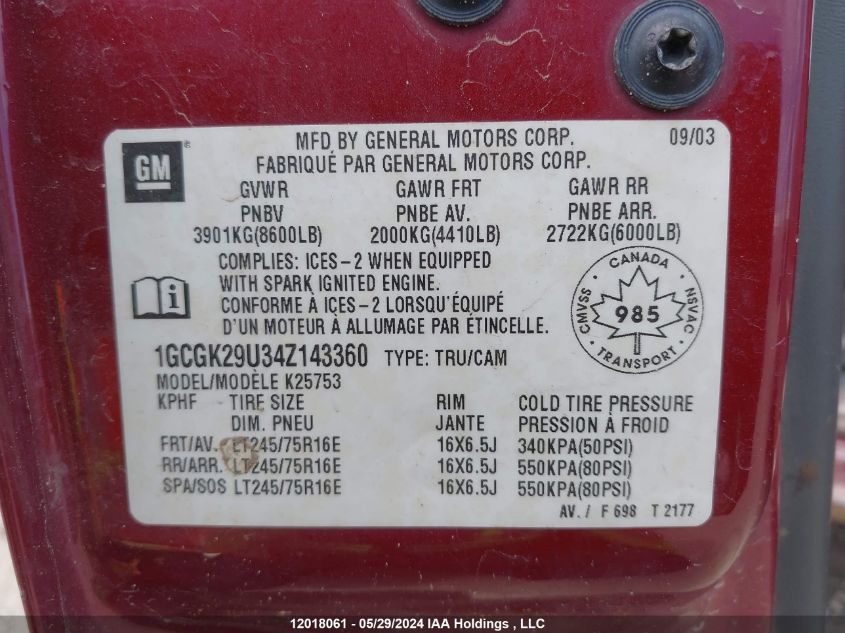 MFD BY GENERAL MOTORS CORP. 09/03
FABRIQUÉ PAR GENERAL MOTORS CORP.
GM
GVWR GAWR FRT GAWR RR
PNBV PNBE AV. PNBE ARR.
3901KG(8600LB) 2000KG(4410LB) 2722KG(6000LB)
COMPLIES: ICES-2 WHEN EQUIPPED
WITH SPARK IGNITED ENGINE.
CONFORME À ICES-2 LORSQU'ÉQUIPÉ
D'UN MOTEUR À ALLUMAGE PAR ÉTINCELLE.
i
CANADA
CMVSS 985 NSVAC
TRANSPORT
1GCGK29U34Z143360 TYPE: TRU/CAM
MODEL/MODÈLE K25753
KPHF TIRE SIZE RIM COLD TIRE PRESSURE
DIM. PNEU JANTE PRESSION À FROID
FRT/AV. LT245/75R16E 16X6.5J 340KPA(50PSI)
RR/ARR. LT245/75R16E 16X6.5J 550KPA(80PSI)
SPA/SOS LT245/75R16E 16X6.5J 550KPA(80PSI)
AV. / F 698 T 2177
12018061 - 05/29/2024 IAA Holdings , LLC